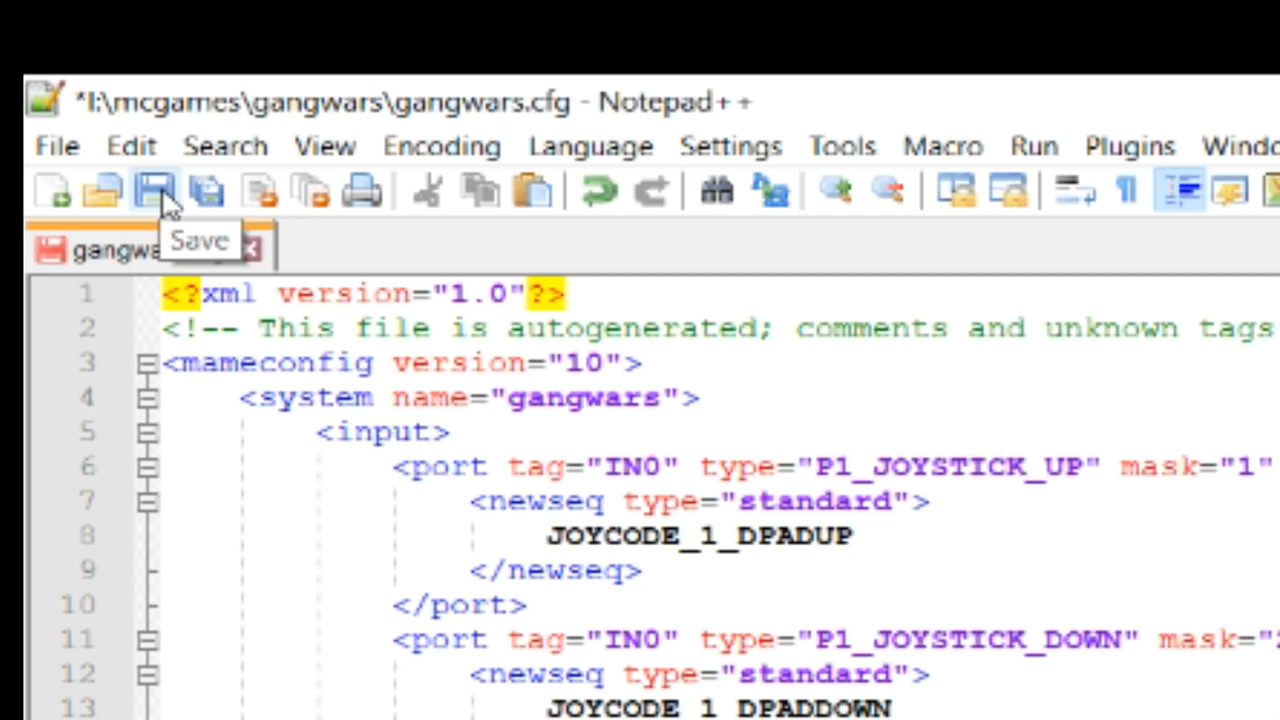 *I:\mcgames\gangwars\gangwars.cfg - Notepad++
File Edit Search View Encoding Language Settings Tools Macro Run Plugins
Save
1 <?xml version="1.0"?>
2 <!-- This file is autogenerated; comments and unknown tags
3 <mameconfig version="10">
4 <system name="gangwars">
5 <input>
6 <port tag="IN0" type="P1_JOYSTICK_UP" mask="1"
7 <newseq type="standard">
8 JOYCODE_1_DPADUP
9 </newseq>
10 </port>
11 <port tag="IN0" type="P1_JOYSTICK_DOWN" mask="
12 <newseq type="standard">
13 JOYCODE_1_DPADDOWN